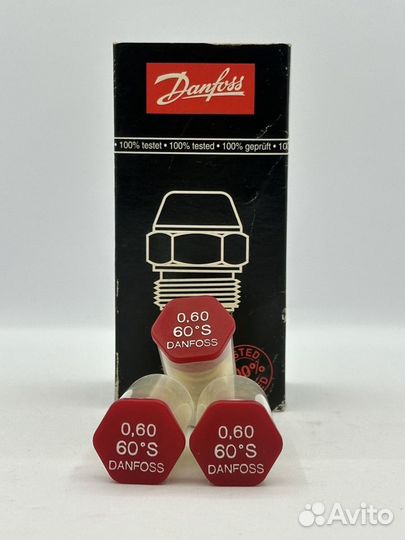 Danfoss
• 100% testet • 100% tested • 100% geprüft • 10
0,60
60°S
DANFOSS
TESTED
0,60
60°S
DANFOSS
0,60
60°S
DANFOSS
Avito